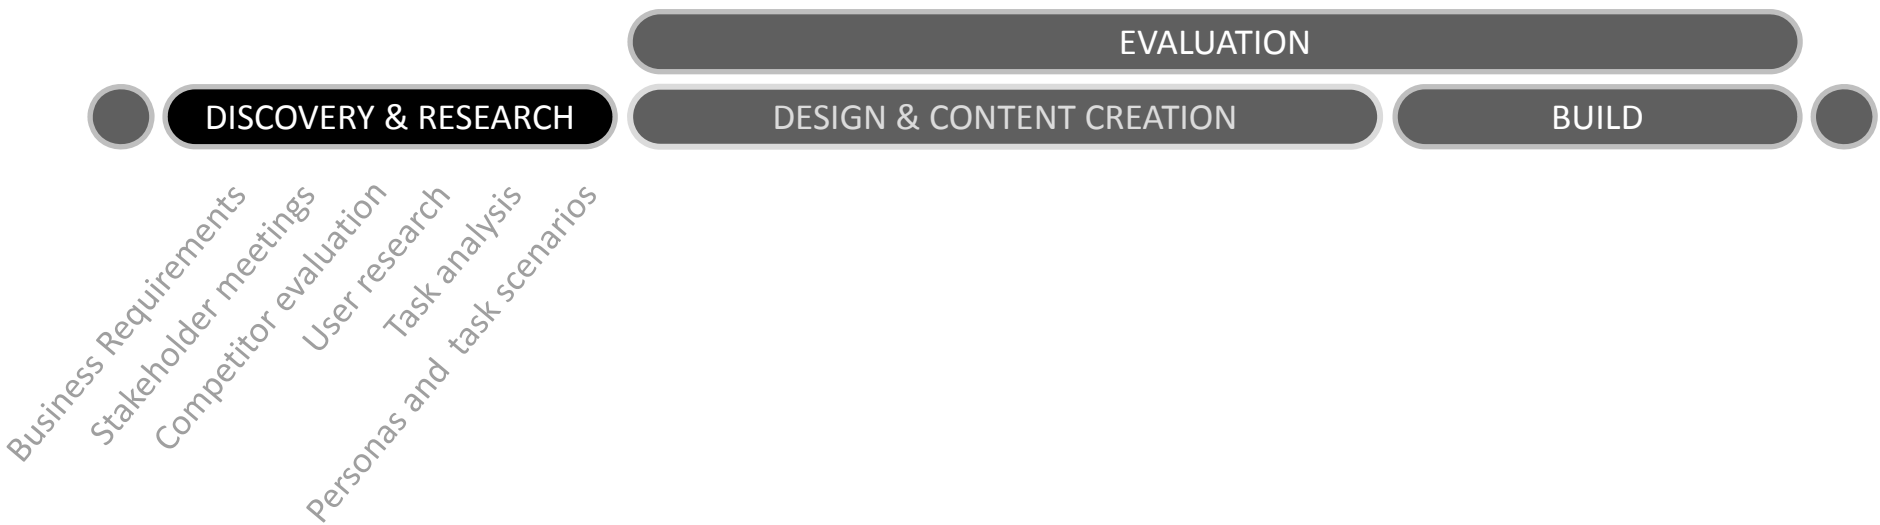 EVALUATION
DISCOVERY & RESEARCH
DESIGN & CONTENT CREATION
BUILD
Business Requirements
Stakeholder meetings
Competitor evaluation
User research
Task analysis
Personas and task scenarios